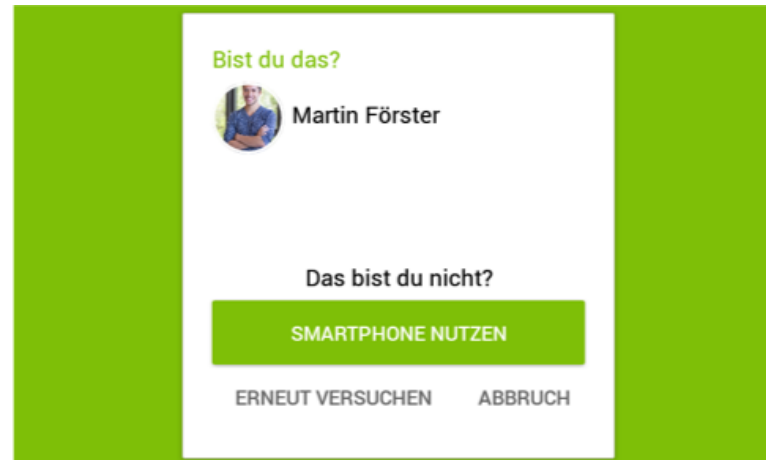 Bist du das?
Martin Förster
Das bist du nicht?
SMARTPHONE NUTZEN
ERNEUT VERSUCHEN ABBRUCH